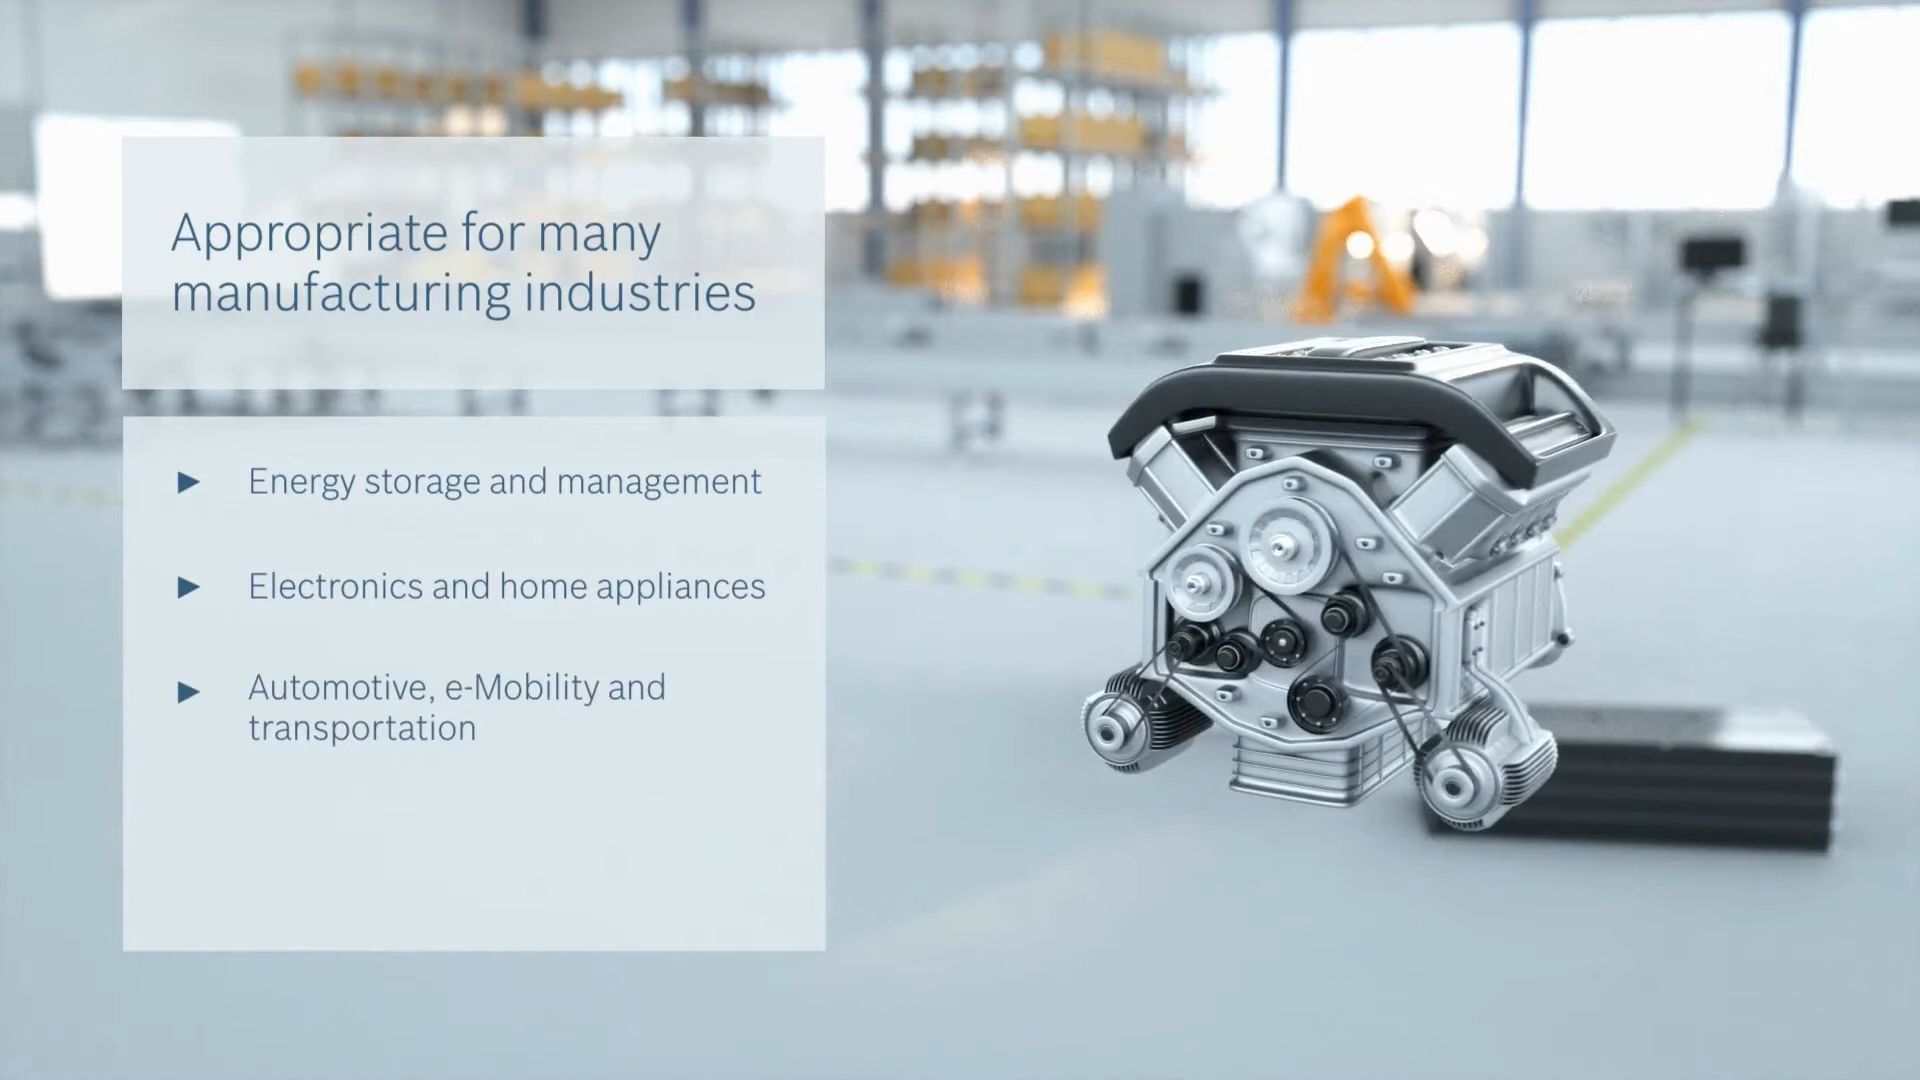 Appropriate for many
manufacturing industries
Energy storage and management
Electronics and home appliances
Automotive, e-Mobility and
transportation